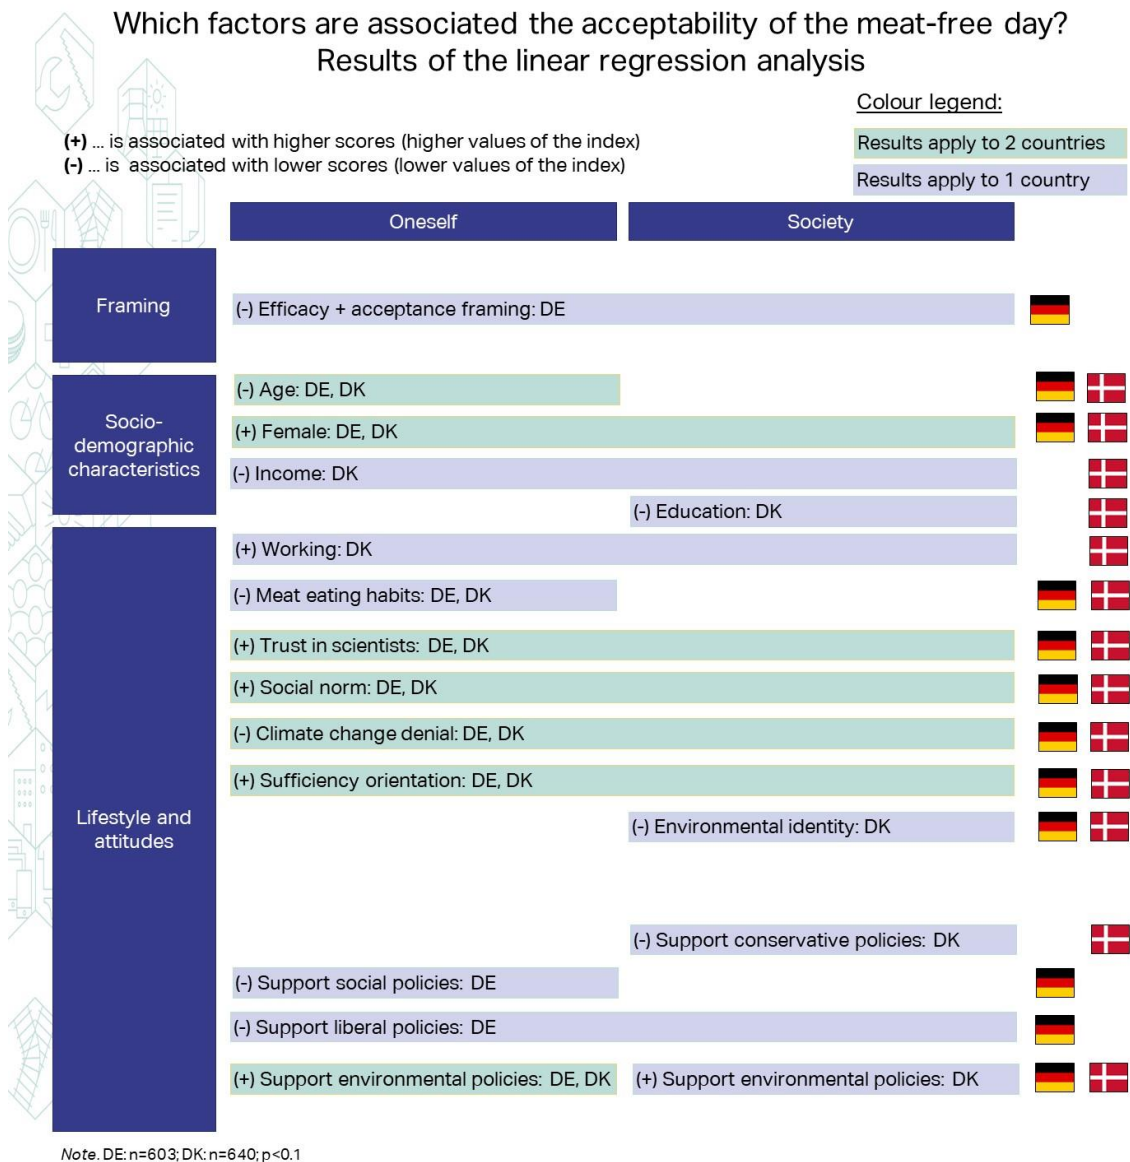 Which factors are associated the acceptability of the meat-free day?
Results of the linear regression analysis
Colour legend:
(+) ... is associated with higher scores (higher values of the index)
(-) ... is  associated with lower scores (lower values of the index)
Results apply to 2 countries
Results apply to 1 country
Oneself
Society
Framing
(-) Efficacy + acceptance framing: DE
Socio-
demographic
characteristics
(-) Age: DE, DK
(+) Female: DE, DK
(-) Income: DK
(-) Education: DK
Lifestyle and
attitudes
(+) Working: DK
(-) Meat eating habits: DE, DK
(+) Trust in scientists: DE, DK
(+) Social norm: DE, DK
(-) Climate change denial: DE, DK
(+) Sufficiency orientation: DE, DK
(-) Environmental identity: DK
(-) Support conservative policies: DK
(-) Support social policies: DE
(-) Support liberal policies: DE
(+) Support environmental policies: DE, DK
(+) Support environmental policies: DK
Note. DE: n=603; DK: n=640; p<0.1